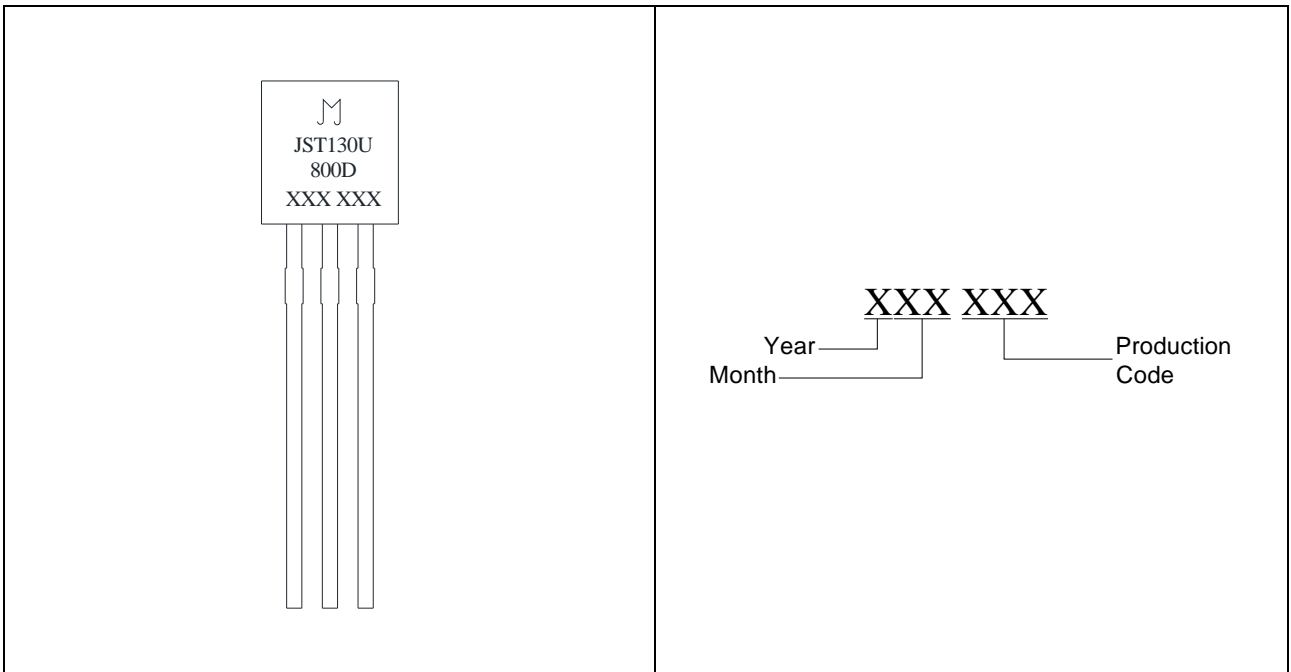 JST130U
800D
XXX XXX
XXX XXX
Year
Month
Production
Code